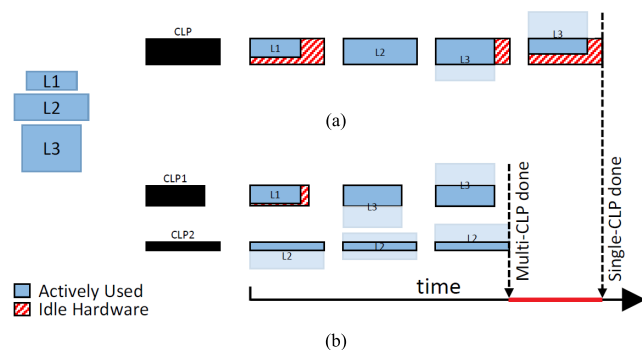 CLP
L1
L2
L3
L3
L1
L2
L3
(a)
CLP1
L1
L3
L3
CLP2
L2
L2
L2
Multi-CLP done
Single-CLP done
Actively Used
Idle Hardware
time
(b)